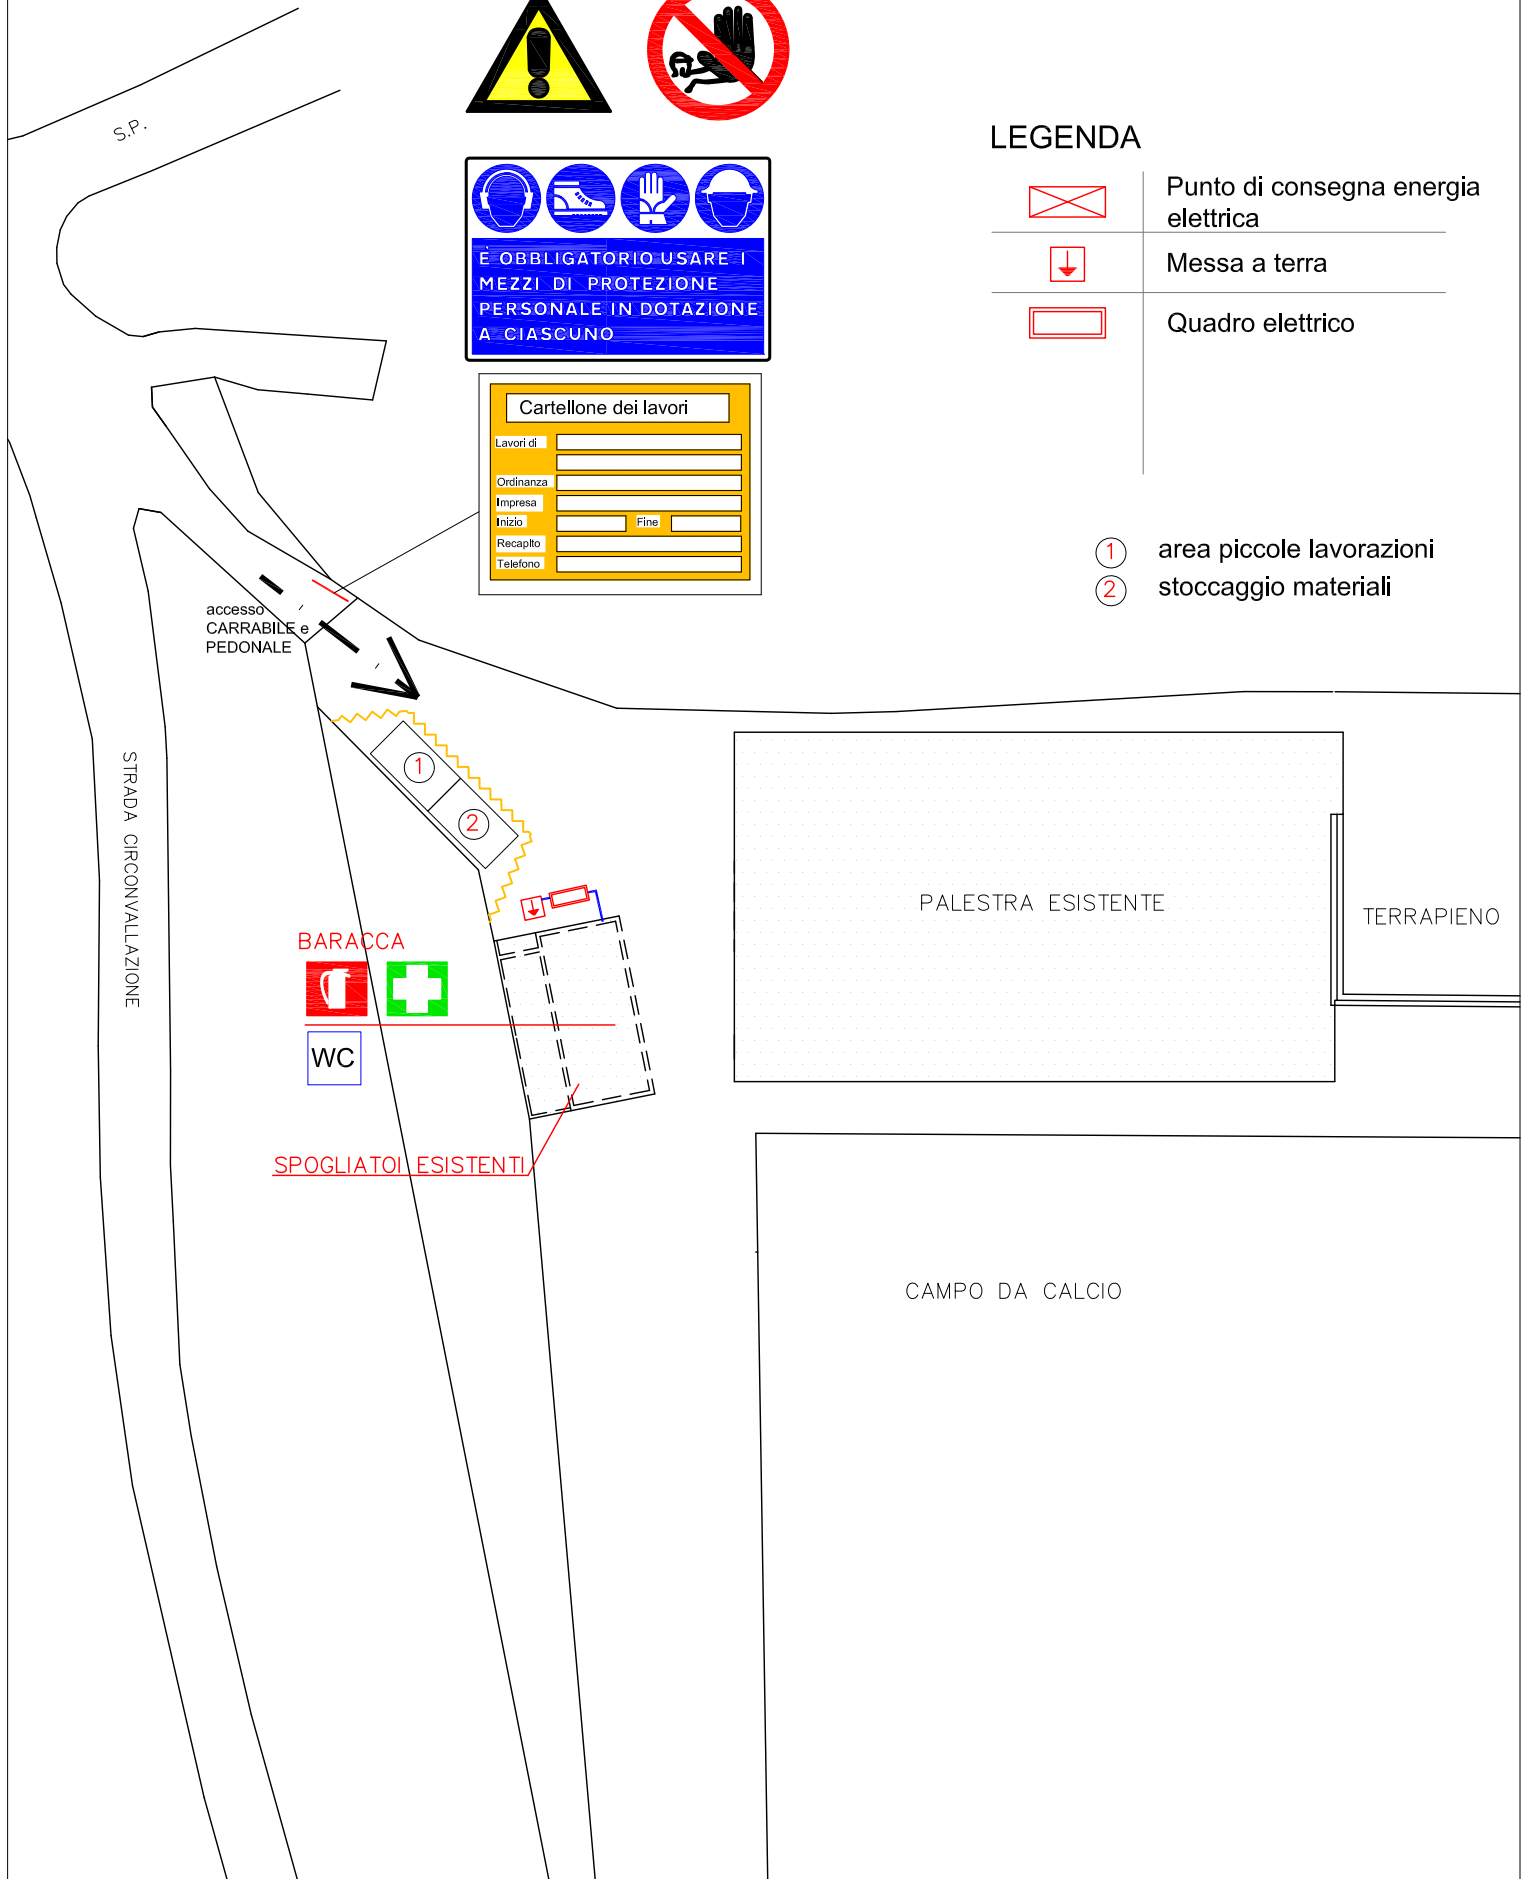 S.P.
È OBBLIGATORIO USARE I
MEZZI DI PROTEZIONE
PERSONALE IN DOTAZIONE
A CIASCUNO
LEGENDA
Punto di consegna energia
elettrica
Messa a terra
Quadro elettrico
Cartellone dei lavori
Lavori di
Ordinanza
Impresa
Inizio
Fine
Recapito
Telefono
1 area piccole lavorazioni
2 stoccaggio materiali
accesso
CARRABILE e
PEDONALE
STRADA CIRCONVALLAZIONE
1
2
PALESTRA ESISTENTE
TERRAPIENO
BARACCA
WC
SPOGLIATOI ESISTENTI
CAMPO DA CALCIO